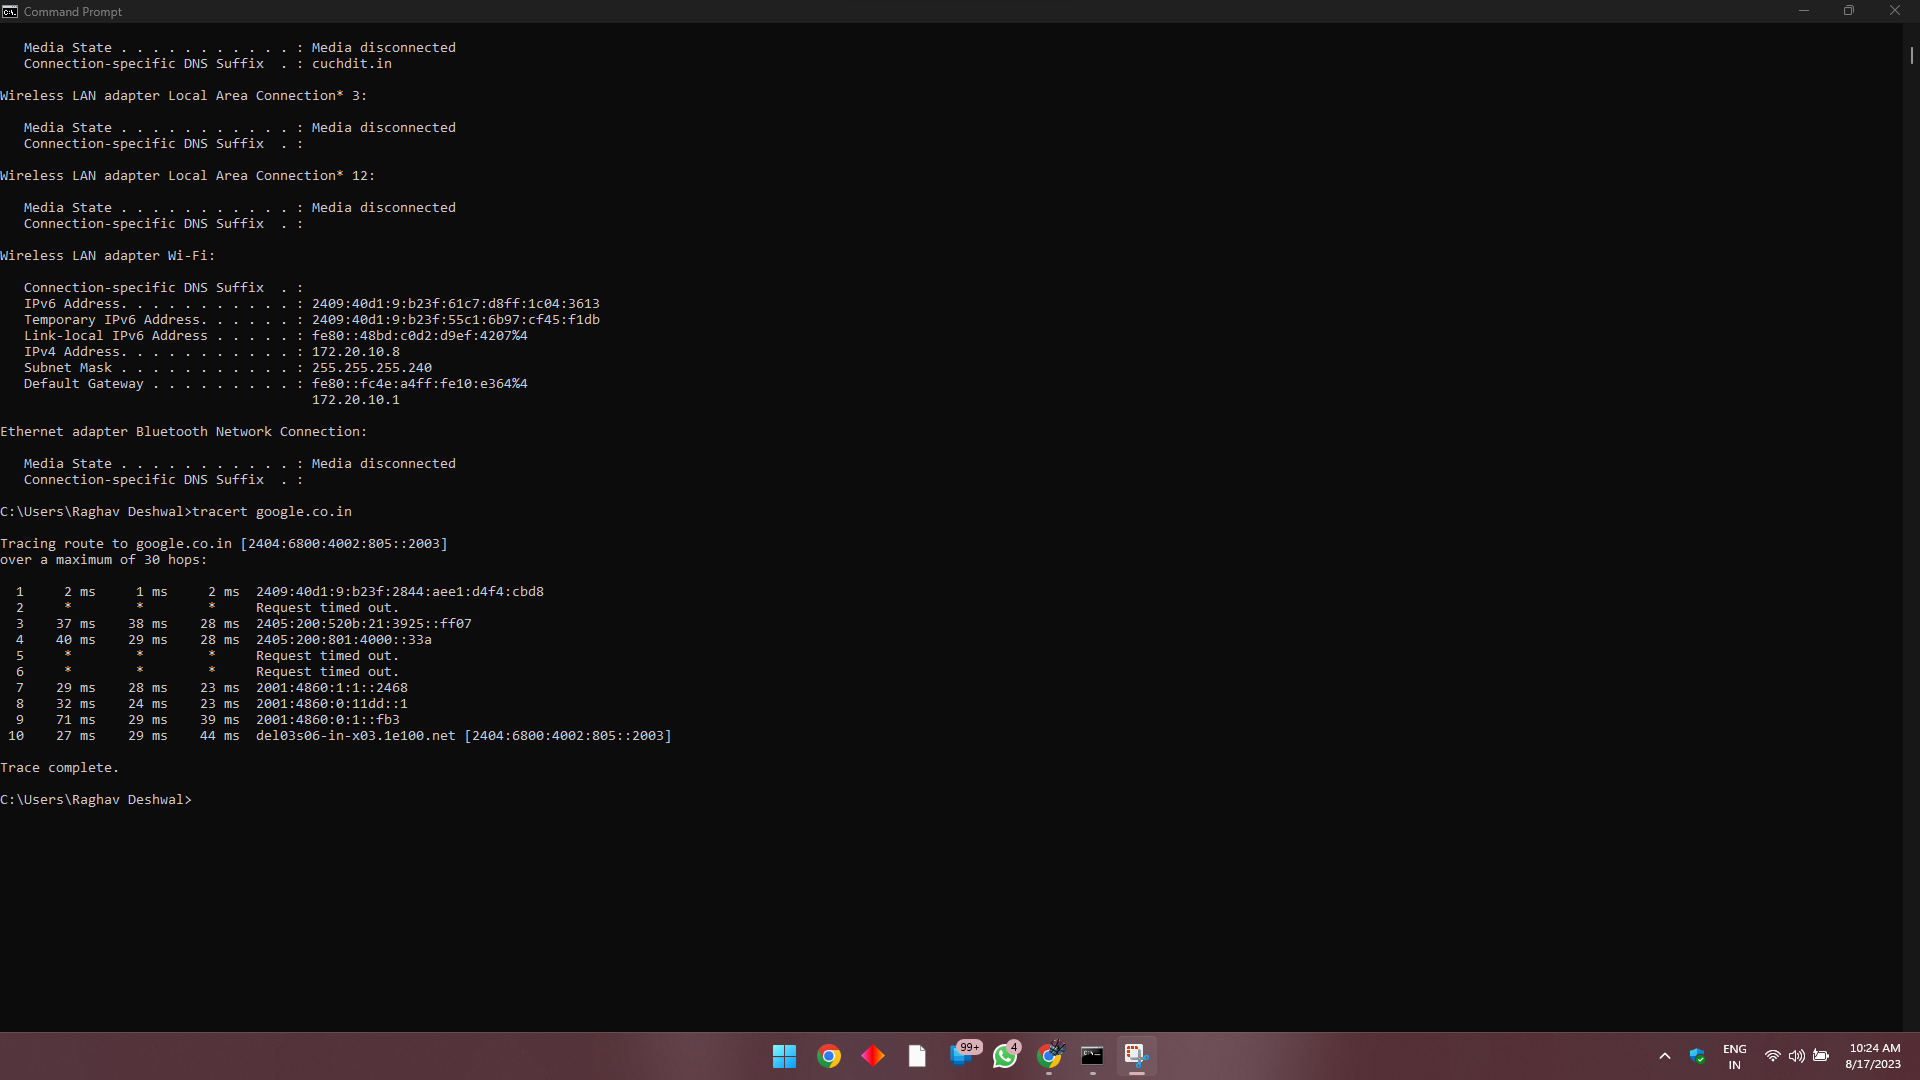 Command Prompt
Media State . . . . . . . . . . . : Media disconnected
Connection-specific DNS Suffix  . : cuchdit.in
Wireless LAN adapter Local Area Connection* 3:
Media State . . . . . . . . . . . : Media disconnected
Connection-specific DNS Suffix  . :
Wireless LAN adapter Local Area Connection* 12:
Media State . . . . . . . . . . . : Media disconnected
Connection-specific DNS Suffix  . :
Wireless LAN adapter Wi-Fi:
Connection-specific DNS Suffix  . :
IPv6 Address. . . . . . . . . . . : 2409:40d1:9:b23f:61c7:d8ff:1c04:3613
Temporary IPv6 Address. . . . . . : 2409:40d1:9:b23f:55c1:6b97:cf45:f1db
Link-local IPv6 Address . . . . . : fe80::48bd:c0d2:d9ef:4207%4
IPv4 Address. . . . . . . . . . . : 172.20.10.8
Subnet Mask . . . . . . . . . . . : 255.255.255.240
Default Gateway . . . . . . . . . : fe80::fc4e:a4ff:fe10:e364%4
172.20.10.1
Ethernet adapter Bluetooth Network Connection:
Media State . . . . . . . . . . . : Media disconnected
Connection-specific DNS Suffix  . :
C:\Users\Raghav Deshwal>tracert google.co.in
Tracing route to google.co.in [2404:6800:4002:805::2003]
over a maximum of 30 hops:
1     2 ms     1 ms     2 ms  2409:40d1:9:b23f:2844:aee1:d4f4:cbd8
2     *        *        *     Request timed out.
3    37 ms    38 ms    28 ms  2405:200:520b:21:3925::ff07
4    40 ms    29 ms    28 ms  2405:200:801:4000::33a
5     *        *        *     Request timed out.
6     *        *        *     Request timed out.
7    29 ms    28 ms    23 ms  2001:4860:1:1::2468
8    32 ms    24 ms    23 ms  2001:4860:0:11dd::1
9    71 ms    29 ms    39 ms  2001:4860:0:1::fb3
10    27 ms    29 ms    44 ms  del03s06-in-x03.1e100.net [2404:6800:4002:805::2003]
Trace complete.
C:\Users\Raghav Deshwal>
99+
4
ENG
IN
10:24 AM
8/17/2023